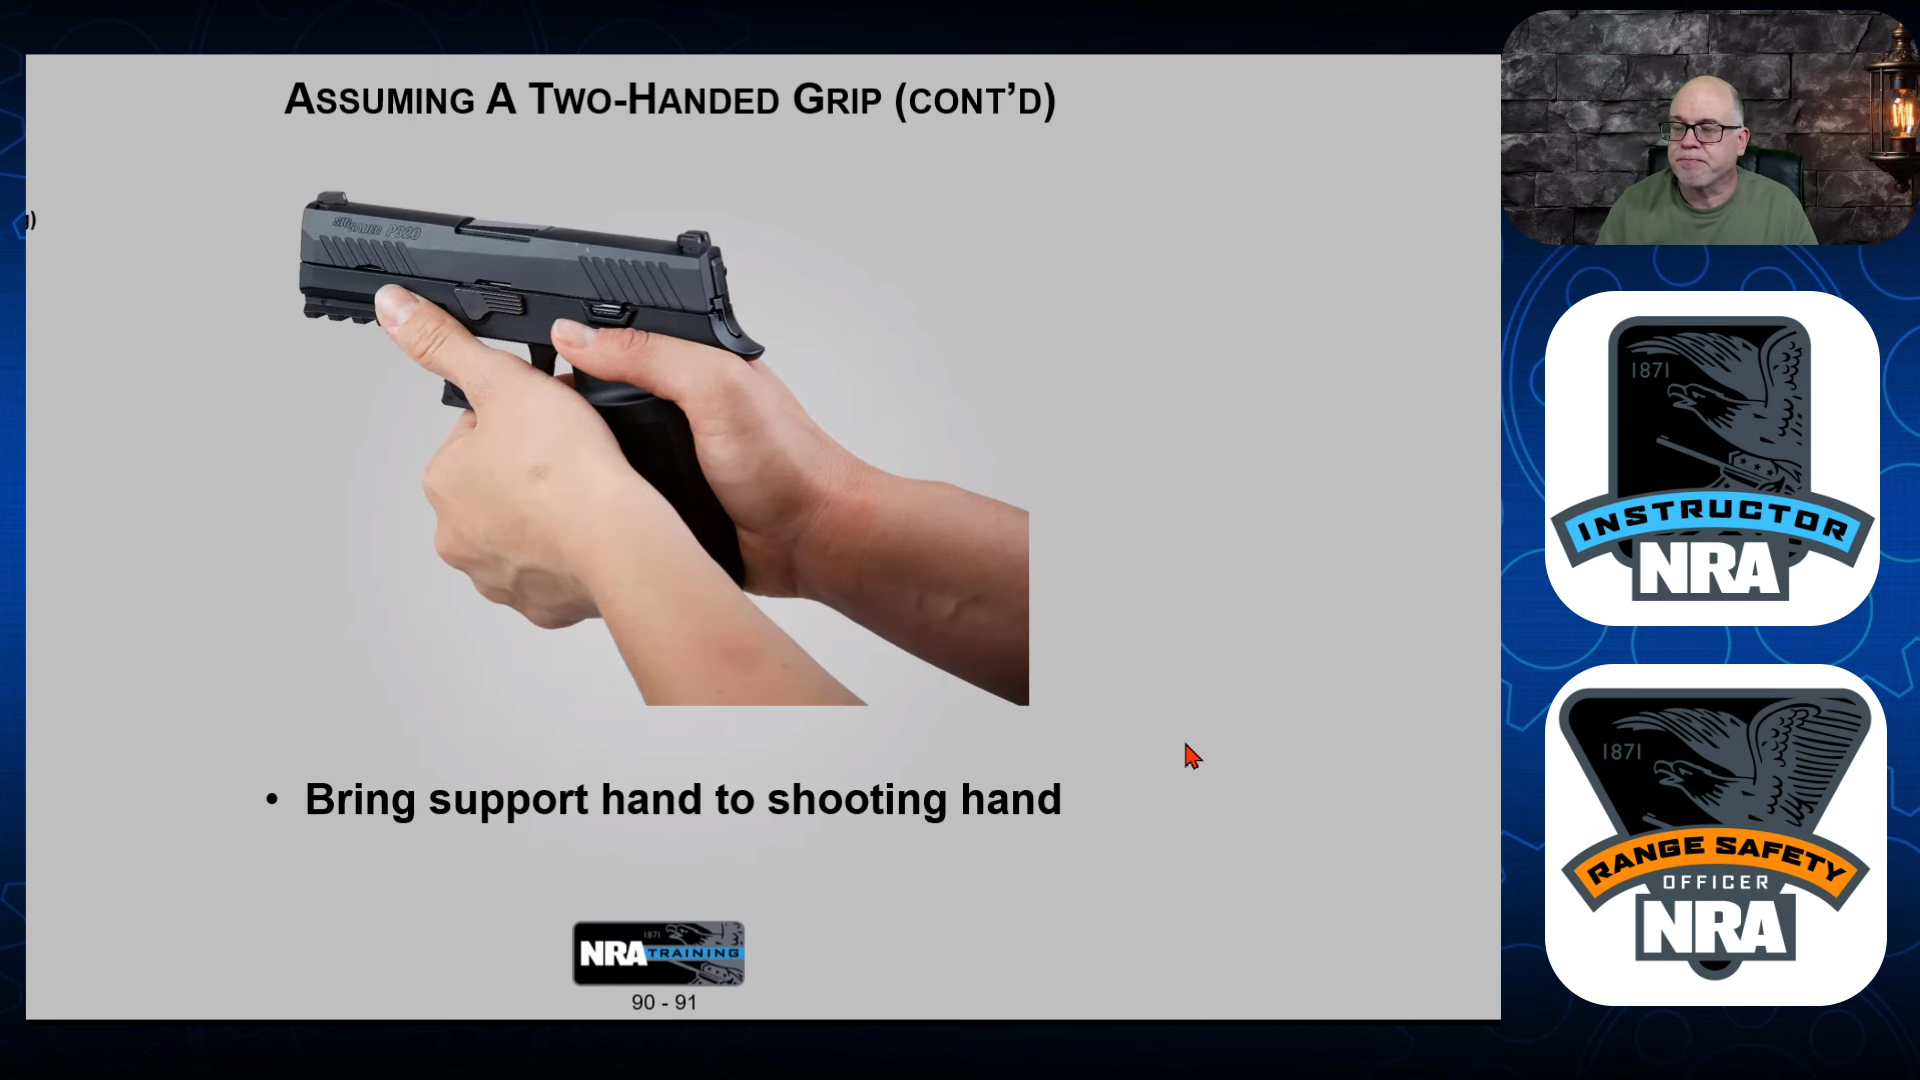 ASSUMING A TWO-HANDED GRIP (CONT'D)
)
SIG SAUER P320
• Bring support hand to shooting hand
1871
NRA TRAINING
90 - 91
1871
INSTRUCTOR
NRA
1871
RANGE SAFETY
OFFICER
NRA